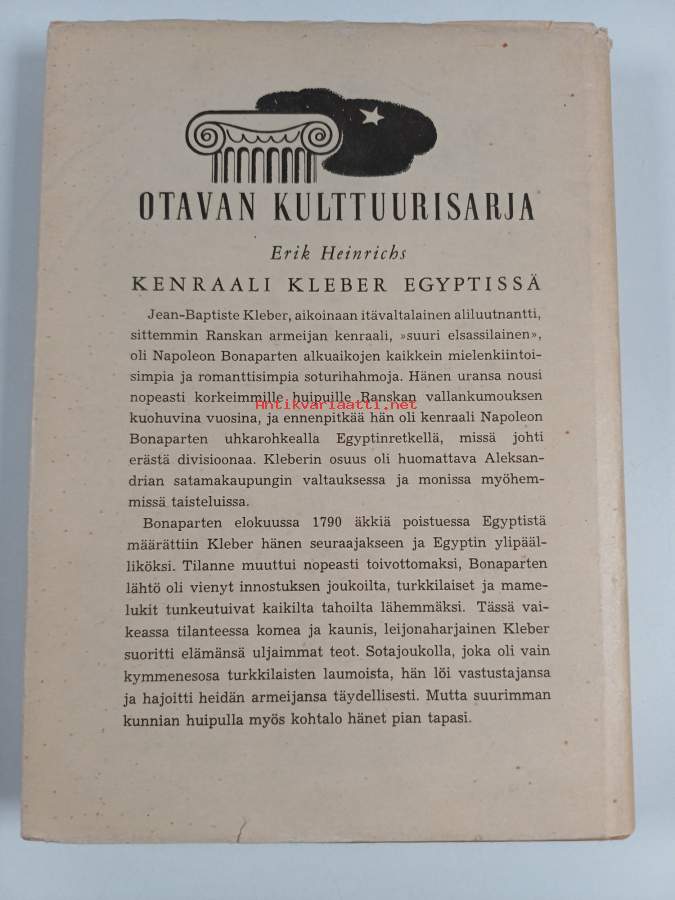 OTAVAN KULTTUURISARJA
Erik Heinrichs
KENRAALI KLEBER EGYPTISSÄ
Jean-Baptiste Kleber, aikoinaan itävaltalainen aliluutnantti,
sittemmin Ranskan armeijan kenraali, »suuri elsassilainen»,
oli Napoleon Bonaparten alkuaikojen kaikkein mielenkiintoi-
simpia ja romanttisimpia soturihahmoja. Hänen uransa nousi
nopeasti korkeimmille huipuille Ranskan vallankumouksen
Antikvariaatti.net
kuohuvina vuosina, ja ennenpitkää hän oli kenraali Napoleon
Bonaparten uhkarohkealla Egyptinretkellä, missä johti
erästä divisioonaa. Kleberin osuus oli huomattava Aleksan-
drian satamakaupungin valtauksessa ja monissa myöhem-
missä taisteluissa.
Bonaparten elokuussa 1790 äkkiä poistuessa Egyptistä
määrättiin Kleber hänen seuraajakseen ja Egyptin ylipääl-
liköksi. Tilanne muuttui nopeasti toivottomaksi, Bonaparten
lähtö oli vienyt innostuksen joukoilta, turkkilaiset ja mame-
lukit tunkeutuivat kaikilta tahoilta lähemmäksi. Tässä vai-
keassa tilanteessa komea ja kaunis, leijonaharjainen Kleber
suoritti elämänsä uljaimmat teot. Sotajoukolla, joka oli vain
kymmenesosa turkkilaisten laumoista, hän löi vastustajansa
ja hajoitti heidän armeijansa täydellisesti. Mutta suurimman
kunnian huipulla myös kohtalo hänet pian tapasi.